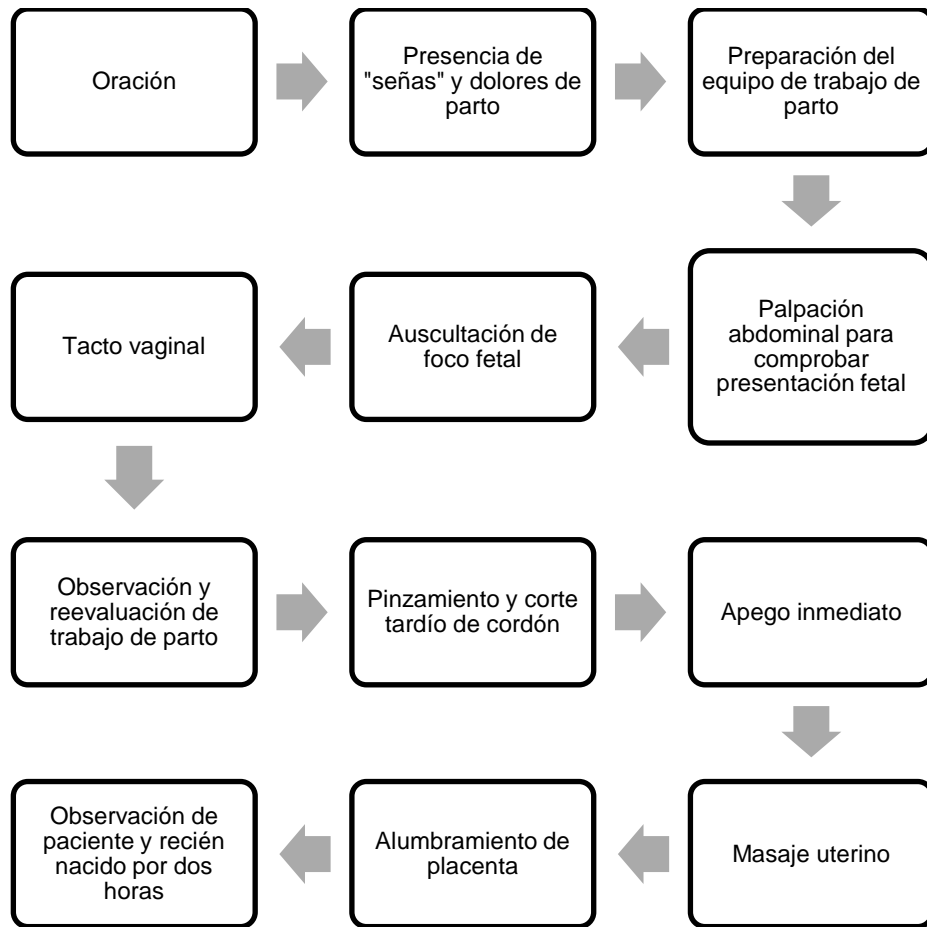 Oración
Presencia de
"señas" y dolores de
parto
Preparación del
equipo de trabajo de
parto
Palpación
abdominal para
comprobar
presentación fetal
Auscultación de
foco fetal
Tacto vaginal
Observación y
reevaluación de
trabajo de parto
Pinzamiento y corte
tardío de cordón
Apego inmediato
Masaje uterino
Alumbramiento de
placenta
Observación de
paciente y recién
nacido por dos
horas